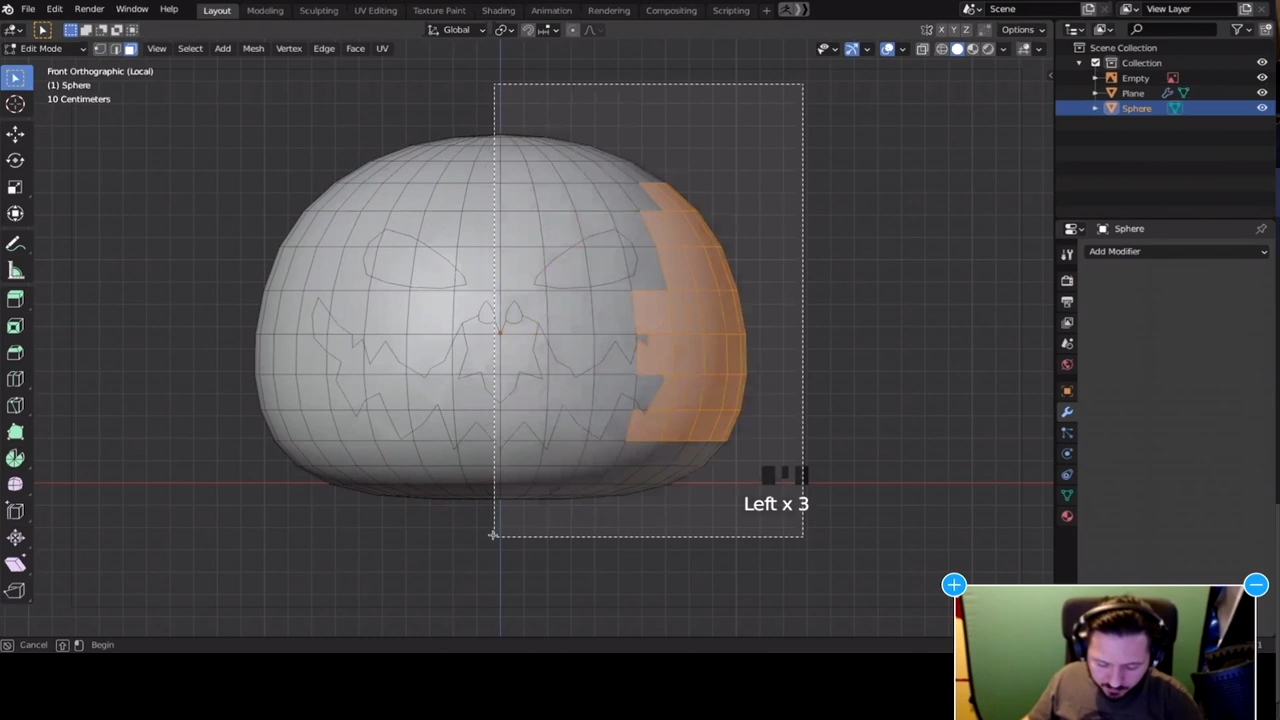 File Edit Render Window Help Layout Modeling Sculpting UV Editing Texture Paint Shading Animation Rendering Compositing Scripting Scene View Layer
Global Options
Edit Mode View Select Add Mesh Vertex Edge Face UV X Y Z
Scene Collection
Collection
Empty
Plane
Sphere
Front Orthographic (Local)
(1) Sphere
10 Centimeters
Sphere
Add Modifier
Left x 3
Cancel Begin